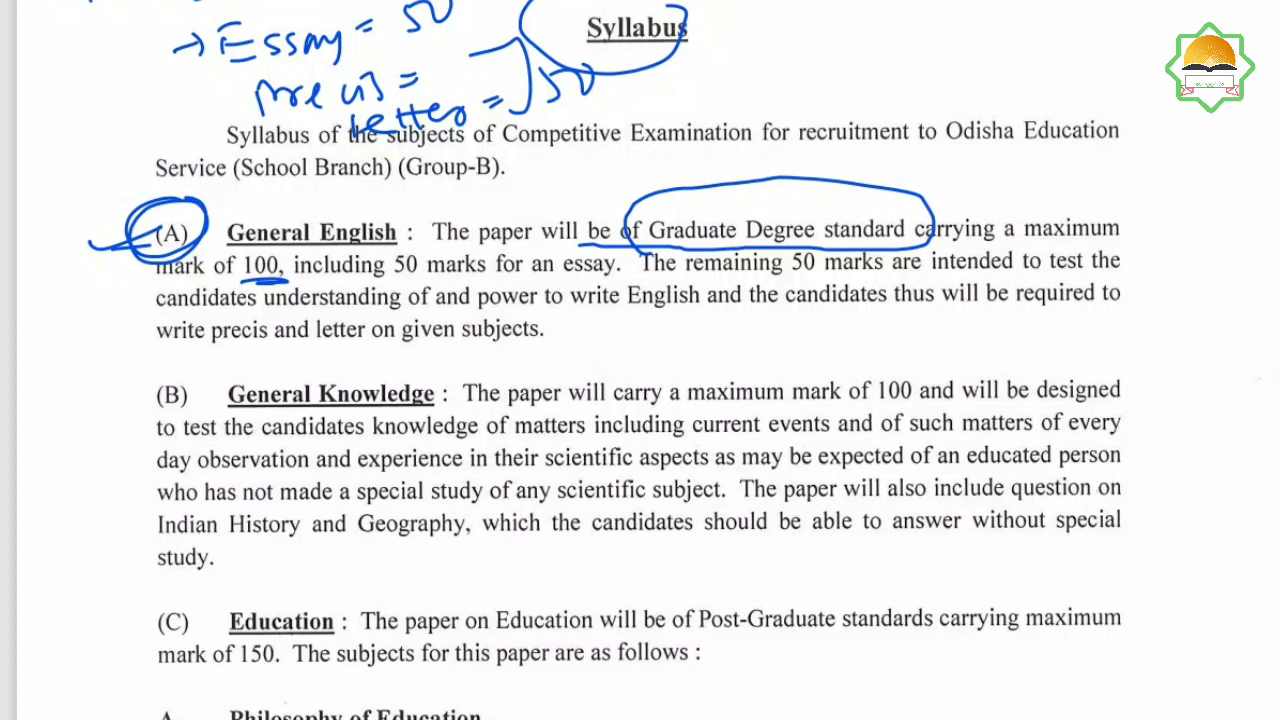 → Essay = 50
Syllabus
precis =
letter = 50
Syllabus of the subjects of Competitive Examination for recruitment to Odisha Education
Service (School Branch) (Group-B).
(A) General English : The paper will be of Graduate Degree standard carrying a maximum
mark of 100, including 50 marks for an essay. The remaining 50 marks are intended to test the
candidates understanding of and power to write English and the candidates thus will be required to
write precis and letter on given subjects.
(B) General Knowledge : The paper will carry a maximum mark of 100 and will be designed
to test the candidates knowledge of matters including current events and of such matters of every
day observation and experience in their scientific aspects as may be expected of an educated person
who has not made a special study of any scientific subject. The paper will also include question on
Indian History and Geography, which the candidates should be able to answer without special
study.
(C) Education : The paper on Education will be of Post-Graduate standards carrying maximum
mark of 150. The subjects for this paper are as follows :
A. Philosophy of Education